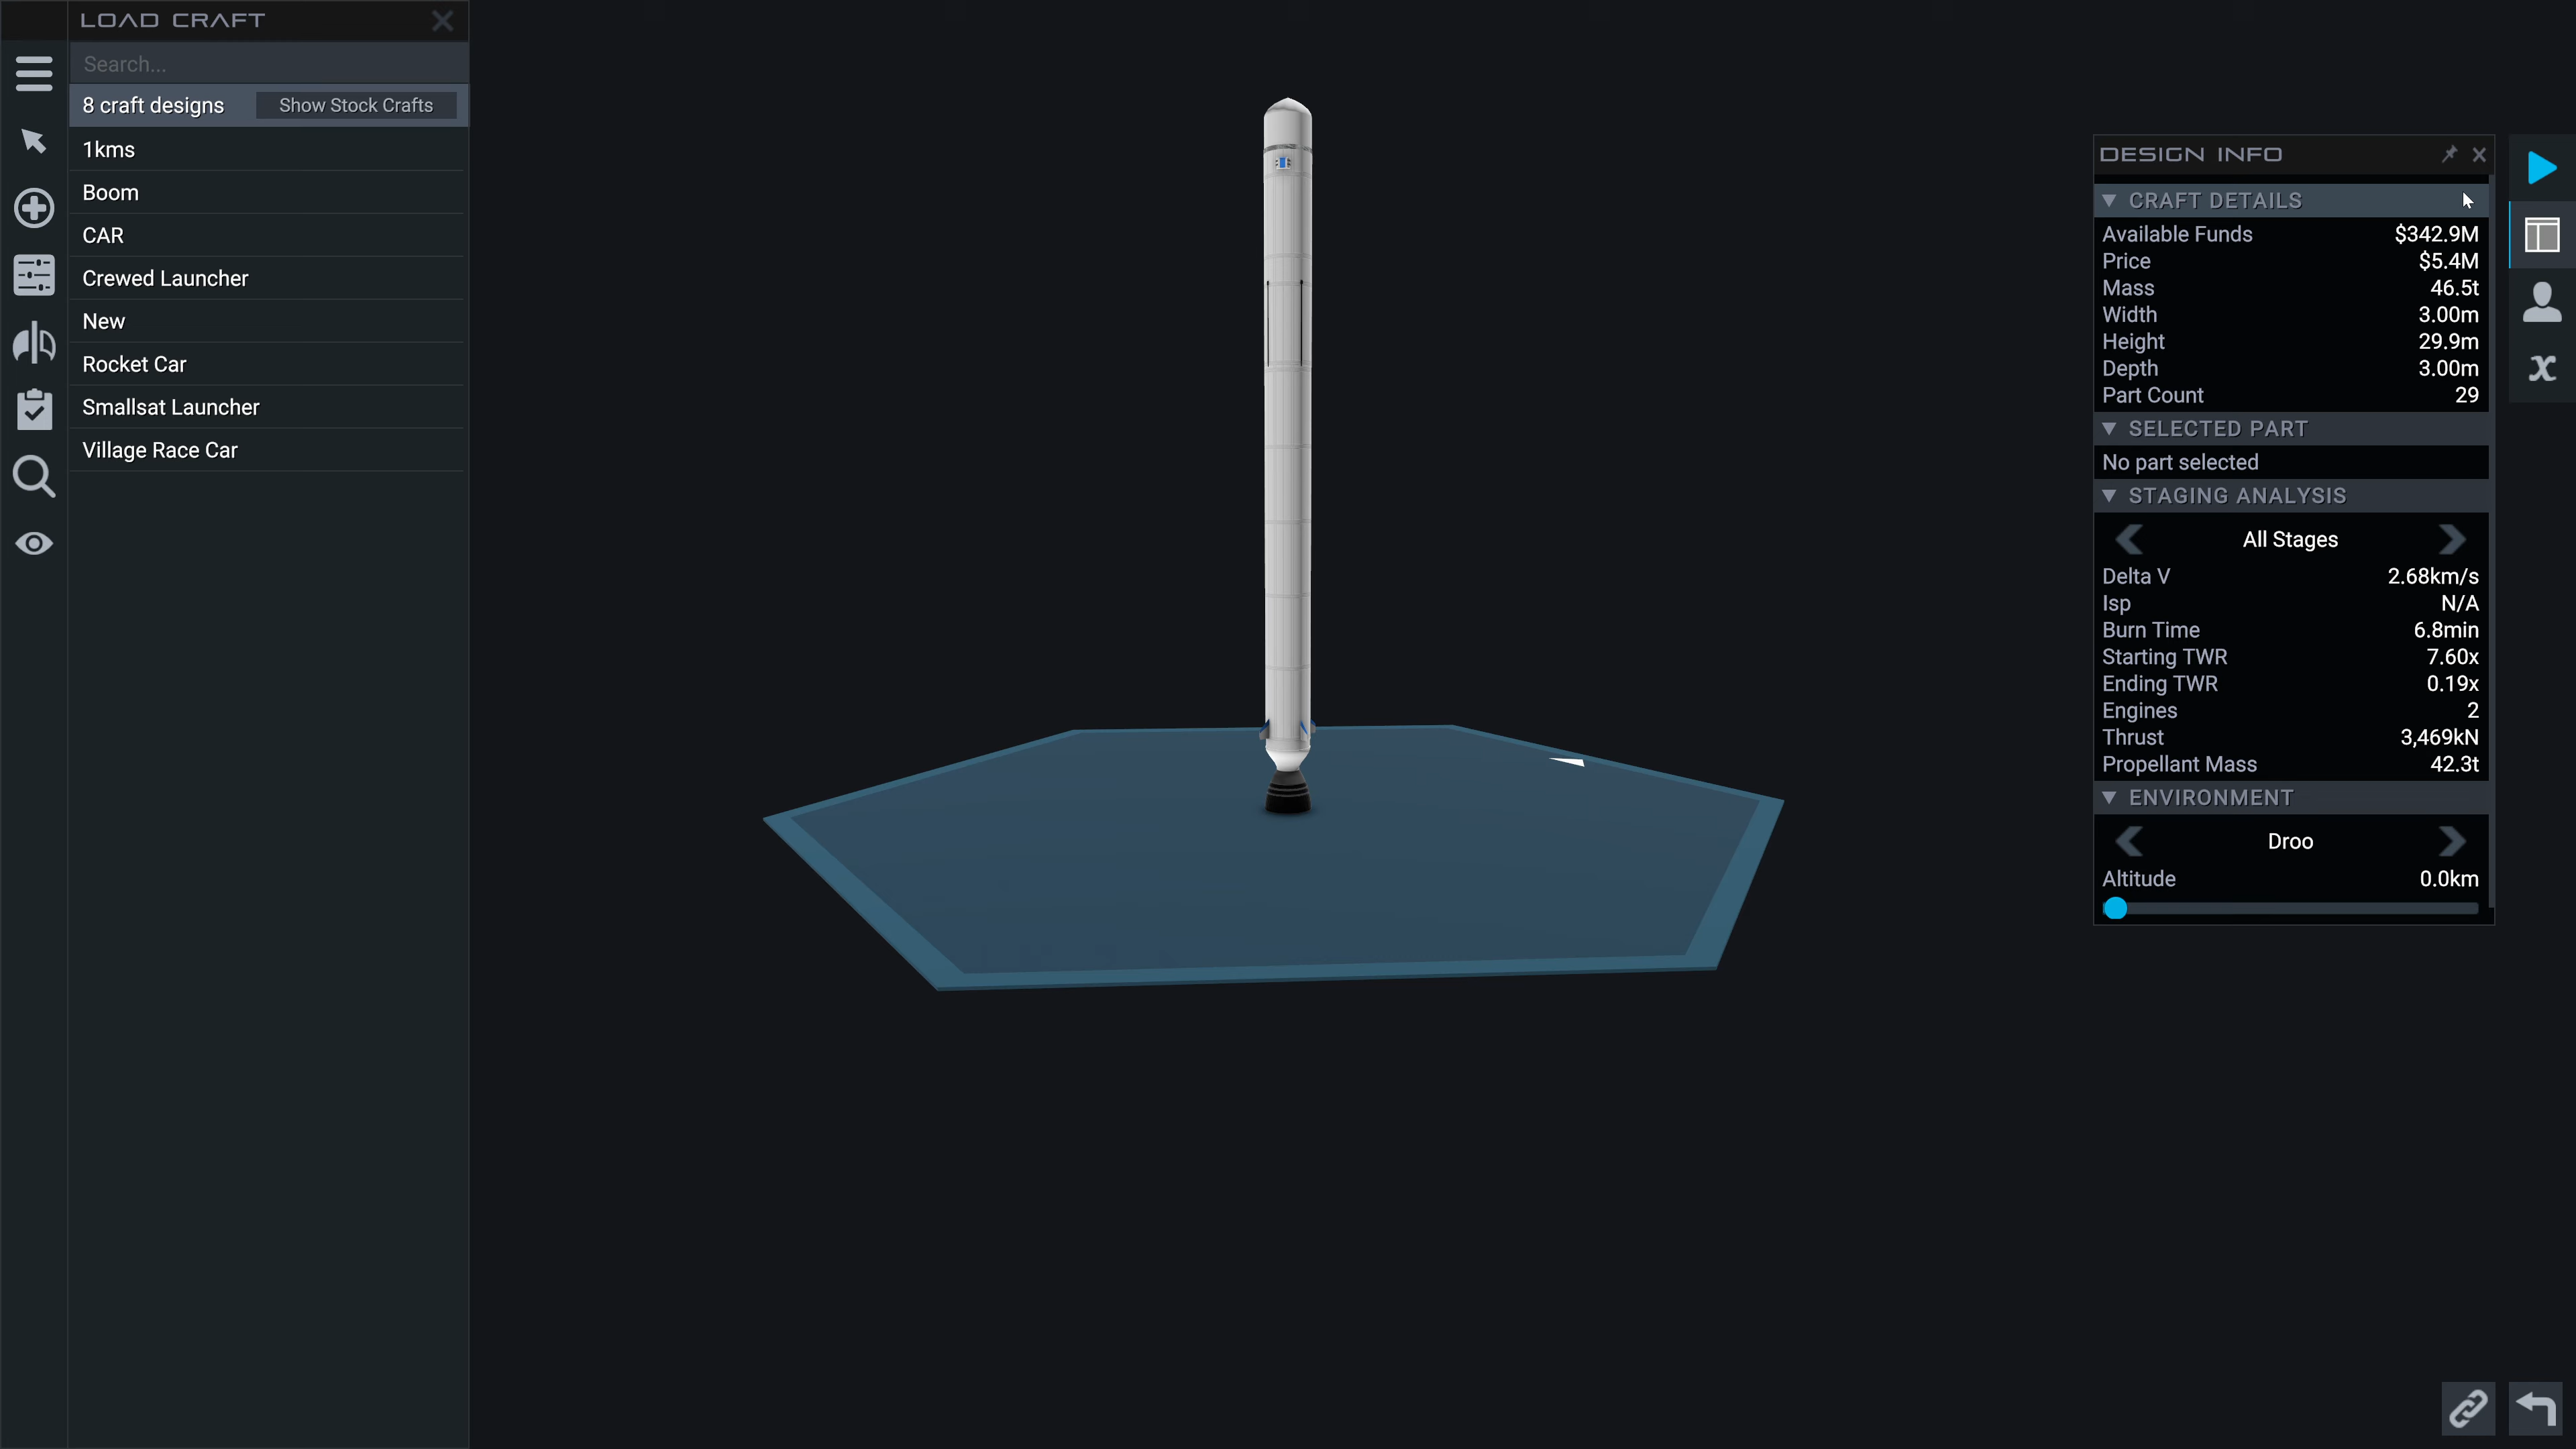 LOAD CRAFT
Search...
8 craft designs Show Stock Crafts
1kms
Boom
CAR
Crewed Launcher
New
Rocket Car
Smallsat Launcher
Village Race Car
DESIGN INFO
CRAFT DETAILS
Available Funds $342.9M
Price $5.4M
Mass 46.5t
Width 3.00m
Height 29.9m
Depth 3.00m
Part Count 29
SELECTED PART
No part selected
STAGING ANALYSIS
All Stages
Delta V 2.68km/s
Isp N/A
Burn Time 6.8min
Starting TWR 7.60x
Ending TWR 0.19x
Engines 2
Thrust 3,469kN
Propellant Mass 42.3t
ENVIRONMENT
Droo
Altitude 0.0km
x